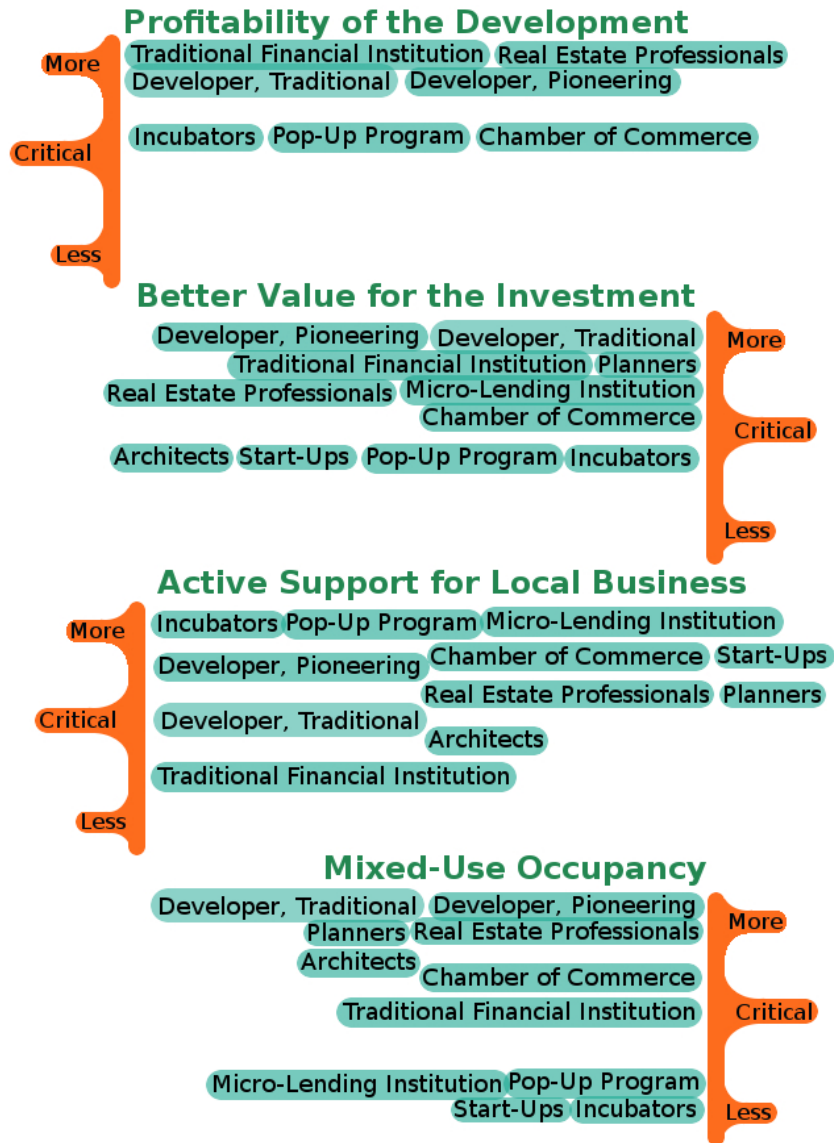 Profitability of the Development
Traditional Financial Institution Real Estate Professionals
More
Developer, Traditional Developer, Pioneering
Incubators Pop-Up Program Chamber of Commerce
Critical
Less
Better Value for the Investment
Developer, Pioneering Developer, Traditional More
Traditional Financial Institution Planners
Real Estate Professionals Micro-Lending Institution
Chamber of Commerce
Critical
Architects Start-Ups Pop-Up Program Incubators
Less
Active Support for Local Business
Incubators Pop-Up Program Micro-Lending Institution
More
Developer, Pioneering Chamber of Commerce Start-Ups
Real Estate Professionals Planners
Critical Developer, Traditional
Architects
Traditional Financial Institution
Less
Mixed-Use Occupancy
Developer, Traditional Developer, Pioneering
More
Planners Real Estate Professionals
Architects
Chamber of Commerce
Traditional Financial Institution Critical
Micro-Lending Institution Pop-Up Program
Start-Ups Incubators Less